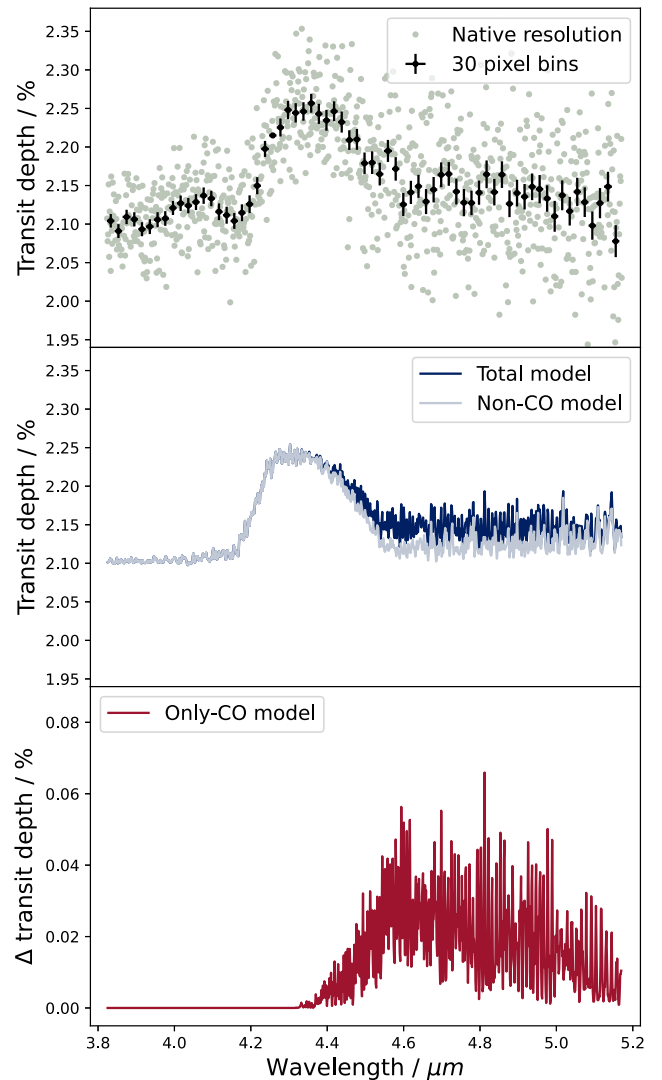 2.35
2.30
2.25
2.20
2.15
2.10
2.05
2.00
1.95
Transit depth / %
Native resolution
30 pixel bins
2.35
2.30
2.25
2.20
2.15
2.10
2.05
2.00
1.95
Transit depth / %
Total model
Non-CO model
0.08
0.06
0.04
0.02
0.00
Δ transit depth / %
Only-CO model
3.8 4.0 4.2 4.4 4.6 4.8 5.0 5.2
Wavelength / μm